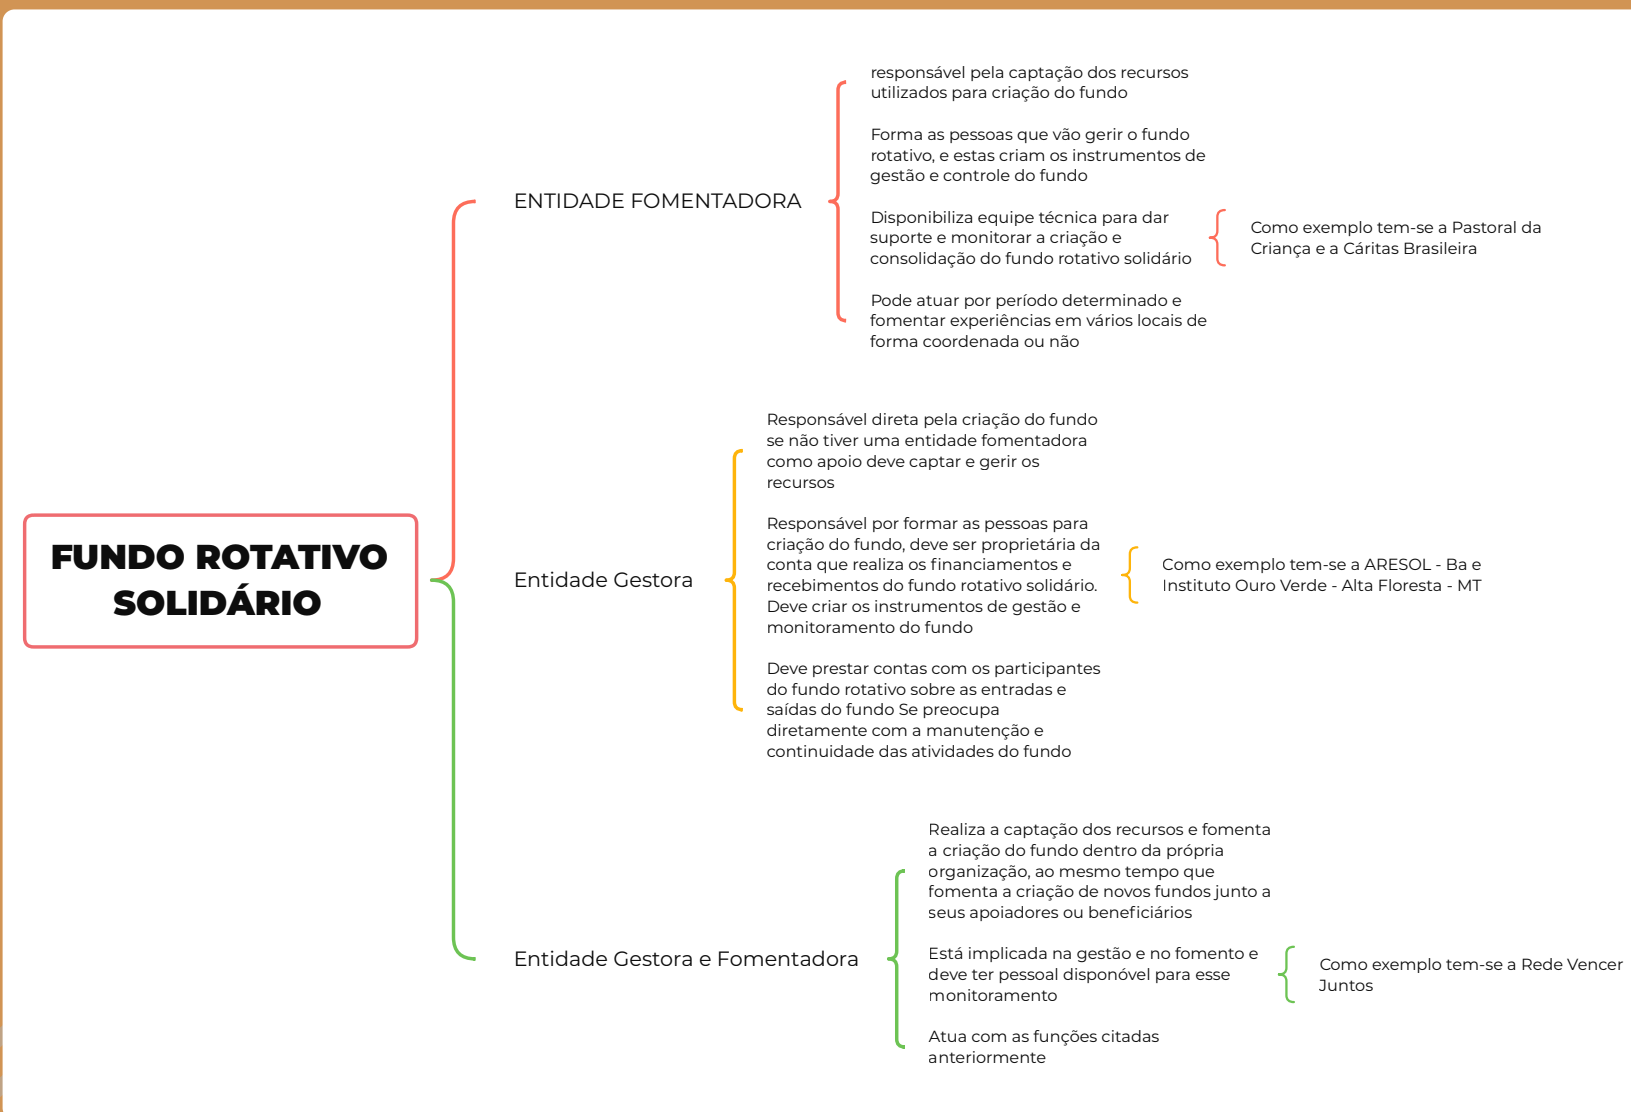 FUNDO ROTATIVO
SOLIDÁRIO
ENTIDADE FOMENTADORA
responsável pela captação dos recursos
utilizados para criação do fundo
Forma as pessoas que vão gerir o fundo
rotativo, e estas criam os instrumentos de
gestão e controle do fundo
Disponibiliza equipe técnica para dar
suporte e monitorar a criação e
consolidação do fundo rotativo solidário
Como exemplo tem-se a Pastoral da
Criança e a Cáritas Brasileira
Pode atuar por período determinado e
fomentar experiências em vários locais de
forma coordenada ou não
Entidade Gestora
Responsável direta pela criação do fundo
se não tiver uma entidade fomentadora
como apoio deve captar e gerir os
recursos
Responsável por formar as pessoas para
criação do fundo, deve ser proprietária da
conta que realiza os financiamentos e
recebimentos do fundo rotativo solidário.
Deve criar os instrumentos de gestão e
monitoramento do fundo
Como exemplo tem-se a ARESOL - Ba e
Instituto Ouro Verde - Alta Floresta - MT
Deve prestar contas com os participantes
do fundo rotativo sobre as entradas e
saídas do fundo Se preocupa
diretamente com a manutenção e
continuidade das atividades do fundo
Entidade Gestora e Fomentadora
Realiza a captação dos recursos e fomenta
a criação do fundo dentro da própria
organização, ao mesmo tempo que
fomenta a criação de novos fundos junto a
seus apoiadores ou beneficiários
Está implicada na gestão e no fomento e
deve ter pessoal disponóvel para esse
monitoramento
Como exemplo tem-se a Rede Vencer
Juntos
Atua com as funções citadas
anteriormente